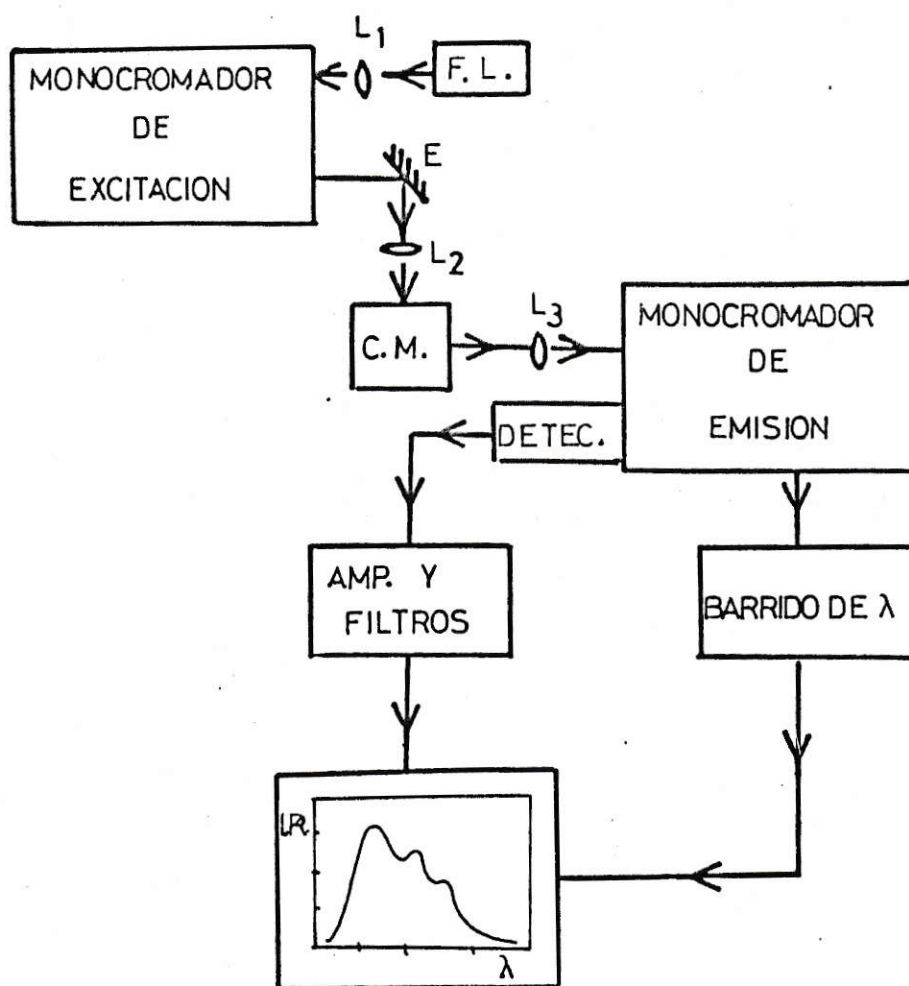 L1
F. L.
MONOCROMADOR
DE
EXCITACION
E
L2
C. M.
L3
MONOCROMADOR
DE
EMISION
DETEC.
AMP. Y
FILTROS
BARRIDO DE λ
I.R.
λ